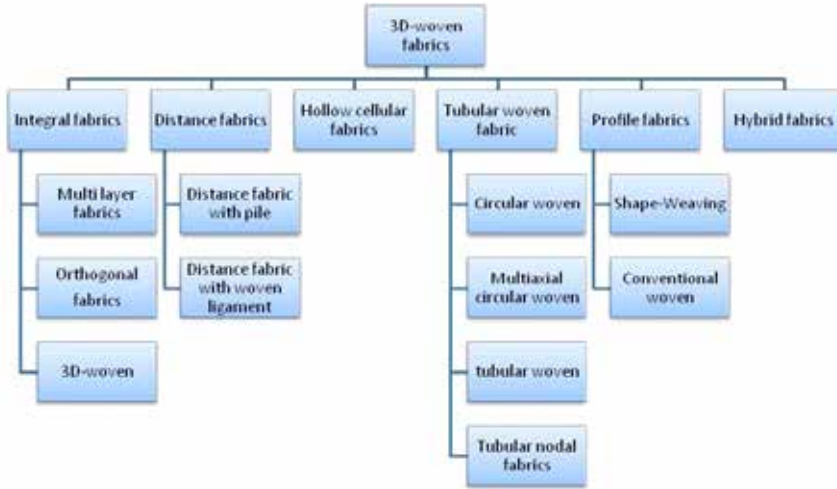 3D-woven
fabrics
Integral fabrics
Distance fabrics
Hollow cellular
fabrics
Tubular woven
fabric
Profile fabrics
Hybrid fabrics
Multi layer
fabrics
Orthogonal
fabrics
3D-woven
Distance fabric
with pile
Distance fabric
with woven
ligament
Circular woven
Multiaxial
circular woven
tubular woven
Tubular nodal
fabrics
Shape-Weaving
Conventional
woven